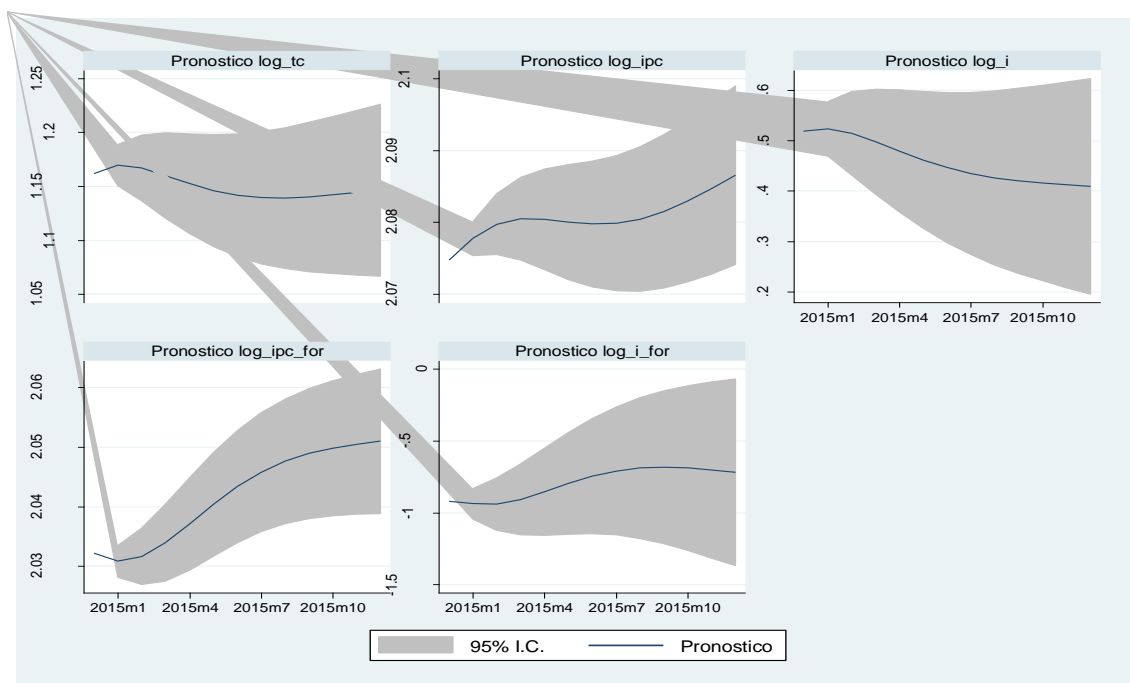 Pronostico log_tc
1.25
1.2
1.15
1.1
1.05
Pronostico log_ipc
2.1
2.09
2.08
2.07
Pronostico log_i
.6
.5
.4
.3
.2
2015m1 2015m4 2015m7 2015m10
Pronostico log_ipc_for
2.06
2.05
2.04
2.03
2015m1 2015m4 2015m7 2015m10
Pronostico log_i_for
0
-.5
-1
-1.5
2015m1 2015m4 2015m7 2015m10
95% I.C. Pronostico